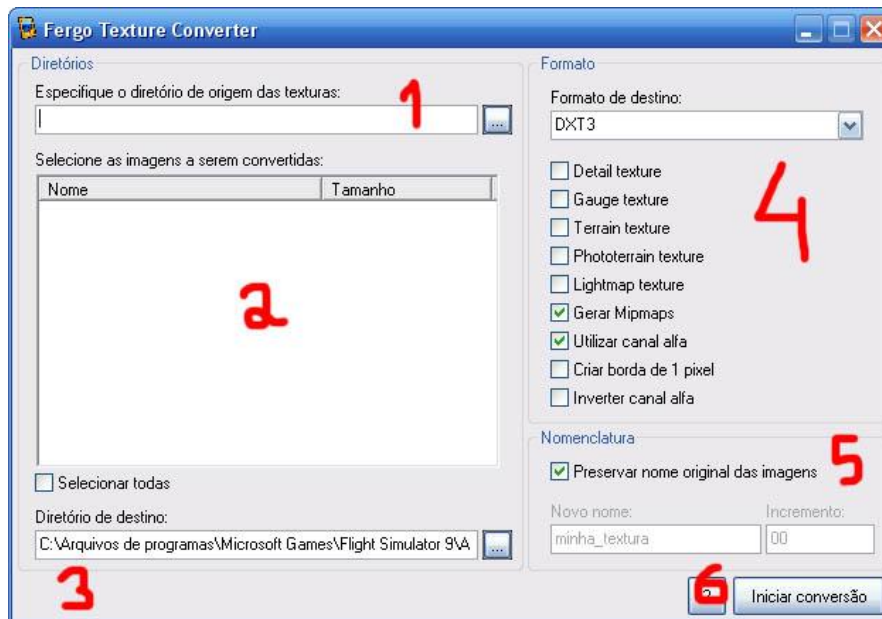 Fergo Texture Converter
Diretórios
Especifique o diretório de origem das texturas:
1
...
Selecione as imagens a serem convertidas:
Nome Tamanho
2
Selecionar todas
Diretório de destino:
C:\Arquivos de programas\Microsoft Games\Flight Simulator 9\A
...
3
Formato
Formato de destino:
DXT3
4
Detail texture
Gauge texture
Terrain texture
Phototerrain texture
Lightmap texture
Gerar Mipmaps
Utilizar canal alfa
Criar borda de 1 pixel
Inverter canal alfa
Nomenclatura
5
Preservar nome original das imagens
Novo nome: Incremento:
minha_textura 00
6
Iniciar conversão